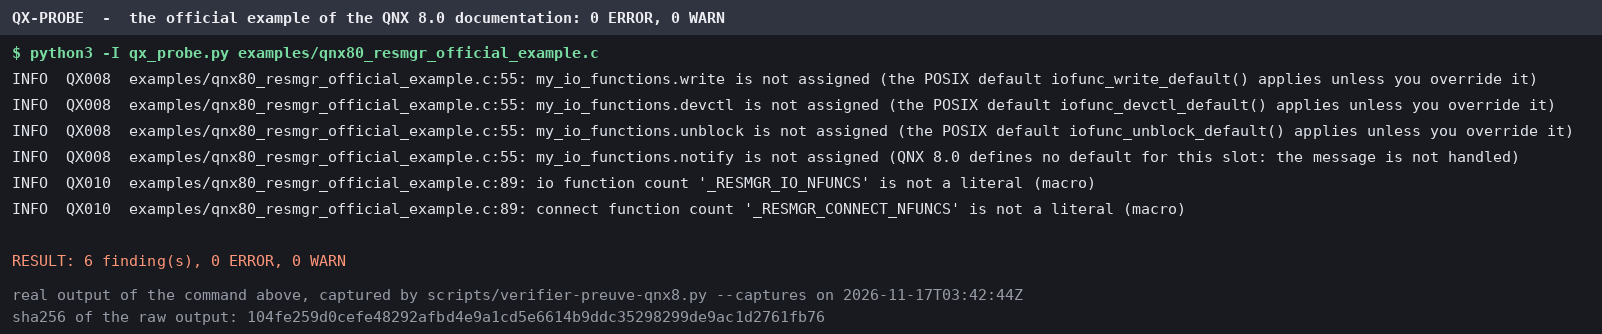 QX-PROBE  -  the official example of the QNX 8.0 documentation: 0 ERROR, 0 WARN
$ python3 -I qx_probe.py examples/qnx80_resmgr_official_example.c
INFO  QX008  examples/qnx80_resmgr_official_example.c:55: my_io_functions.write is not assigned (the POSIX default iofunc_write_default() applies unless you override it)
INFO  QX008  examples/qnx80_resmgr_official_example.c:55: my_io_functions.devctl is not assigned (the POSIX default iofunc_devctl_default() applies unless you override it)
INFO  QX008  examples/qnx80_resmgr_official_example.c:55: my_io_functions.unblock is not assigned (the POSIX default iofunc_unblock_default() applies unless you override it)
INFO  QX008  examples/qnx80_resmgr_official_example.c:55: my_io_functions.notify is not assigned (QNX 8.0 defines no default for this slot: the message is not handled)
INFO  QX010  examples/qnx80_resmgr_official_example.c:89: io function count '_RESMGR_IO_NFUNCS' is not a literal (macro)
INFO  QX010  examples/qnx80_resmgr_official_example.c:89: connect function count '_RESMGR_CONNECT_NFUNCS' is not a literal (macro)
RESULT: 6 finding(s), 0 ERROR, 0 WARN
real output of the command above, captured by scripts/verifier-preuve-qnx8.py --captures on 2026-11-17T03:42:44Z
sha256 of the raw output: 104fe259d0cefe48292afbd4e9a1cd5e6614b9ddc35298299de9ac1d2761fb76